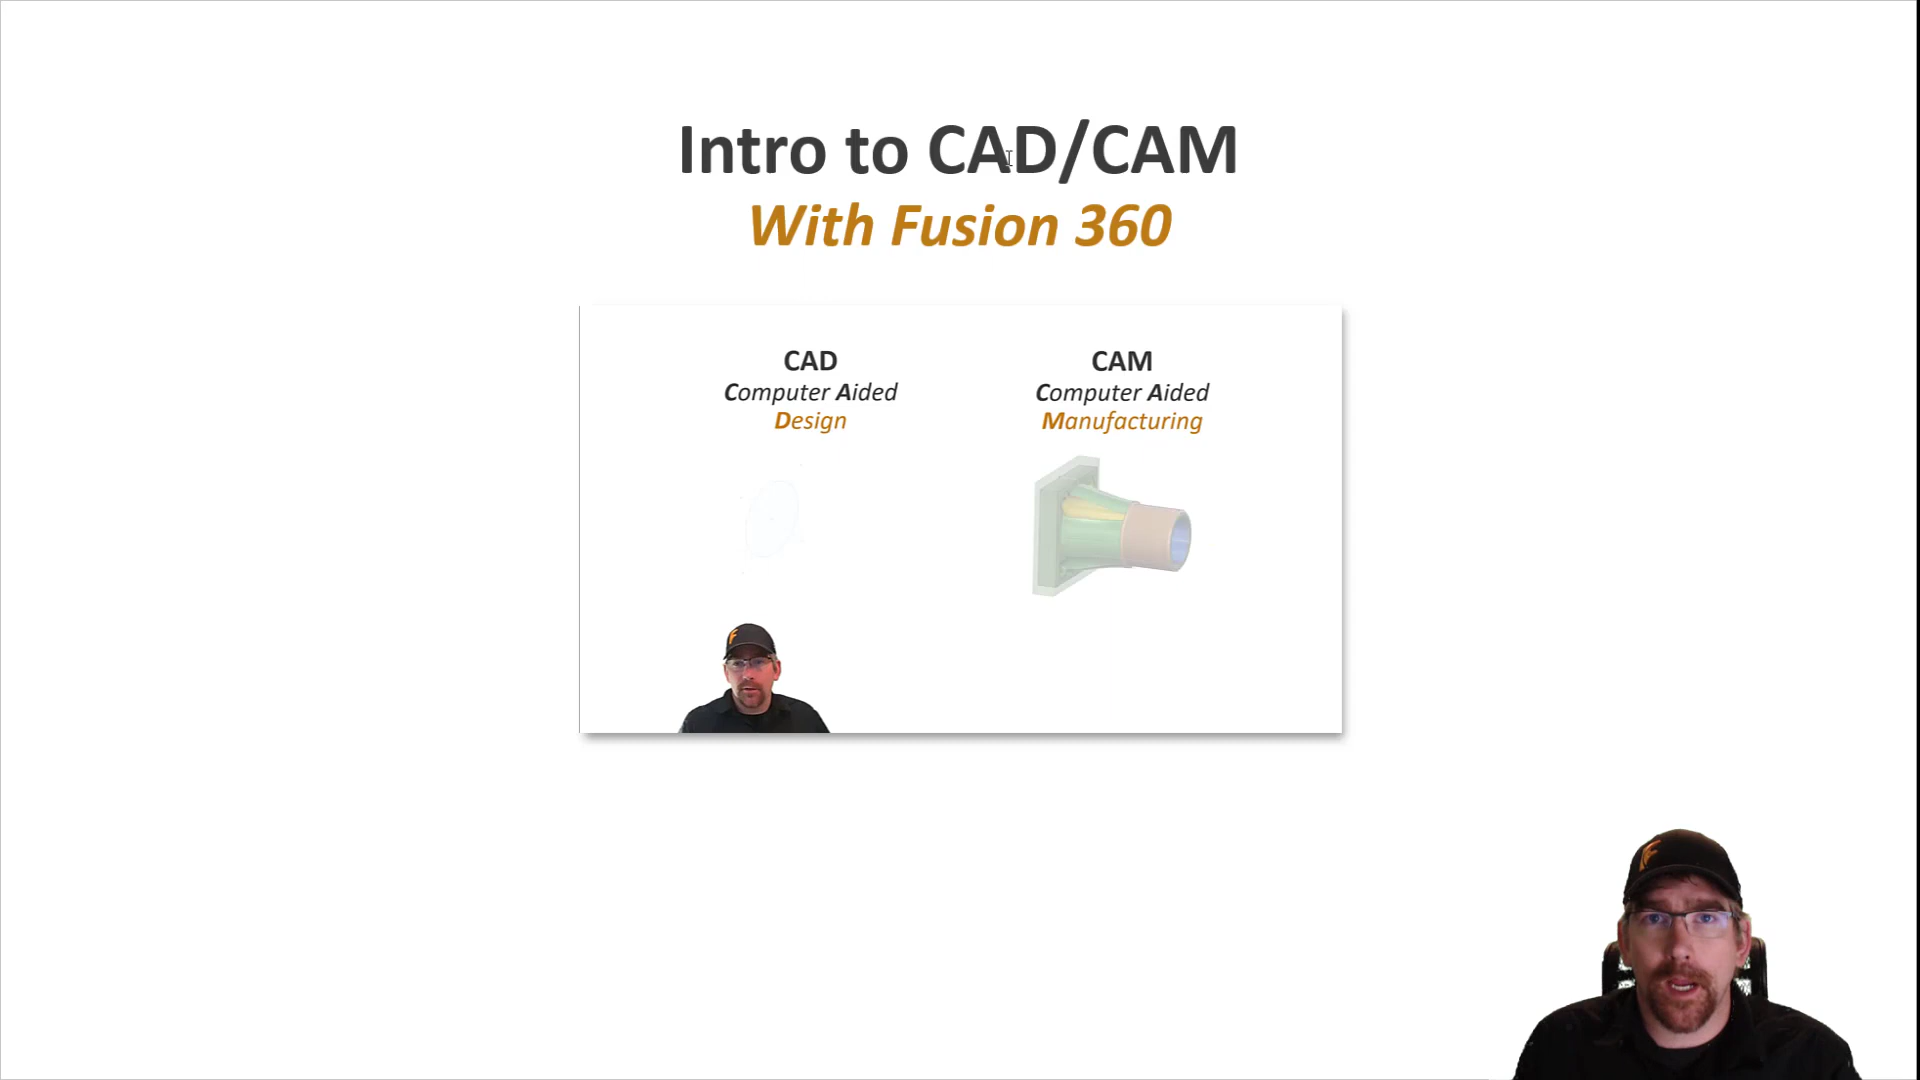 Intro to CAD/CAM
With Fusion 360
CAD
Computer Aided
Design
CAM
Computer Aided
Manufacturing